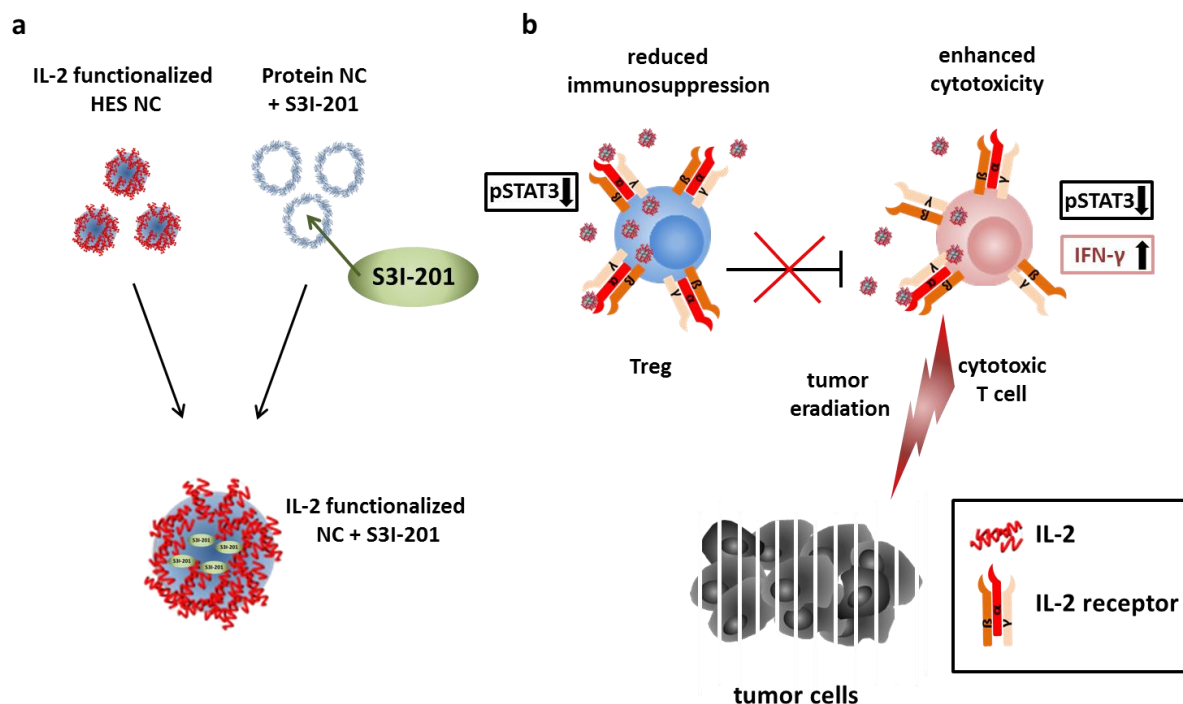 a
IL-2 functionalized
HES NC
Protein NC
+ S3I-201
S3I-201
IL-2 functionalized
NC + S3I-201
S3I-201
S3I-201
S3I-201
S3I-201
b
reduced
immunosuppression
enhanced
cytotoxicity
pSTAT3
β
α
γ
β
α
γ
β
α
γ
β
α
γ
Treg
pSTAT3
IFN-γ
β
α
γ
γ
β
γ
α
β
β
γ
cytotoxic
T cell
tumor
eradiation
tumor cells
IL-2
β
α
γ
IL-2 receptor